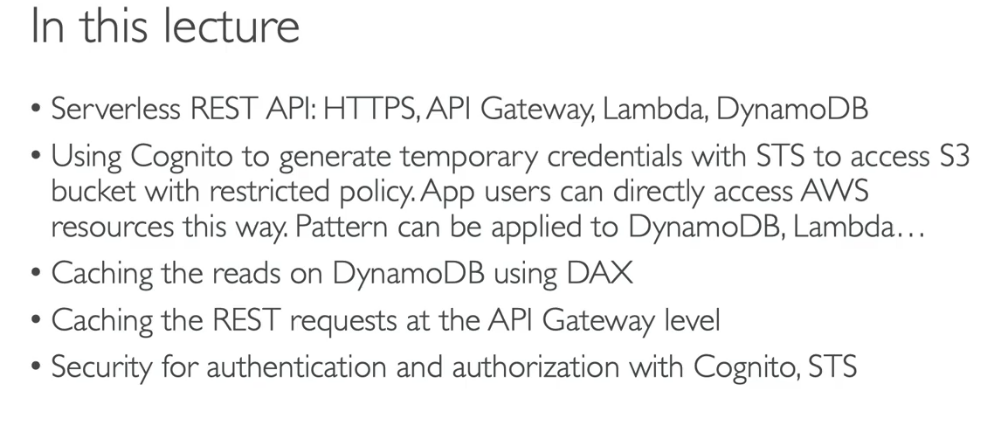 In this lecture
• Serverless REST API: HTTPS, API Gateway, Lambda, DynamoDB
• Using Cognito to generate temporary credentials with STS to access S3
bucket with restricted policy. App users can directly access AWS
resources this way. Pattern can be applied to DynamoDB, Lambda…
• Caching the reads on DynamoDB using DAX
• Caching the REST requests at the API Gateway level
• Security for authentication and authorization with Cognito, STS